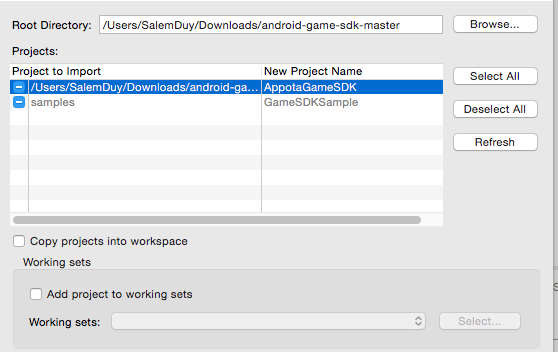 Root Directory: /Users/SalemDuy/Downloads/android-game-sdk-master Browse...
Projects:
Project to Import New Project Name
/Users/SalemDuy/Downloads/android-ga... AppotaGameSDK
samples GameSDKSample
Select All
Deselect All
Refresh
Copy projects into workspace
Working sets
Add project to working sets
Working sets: Select...